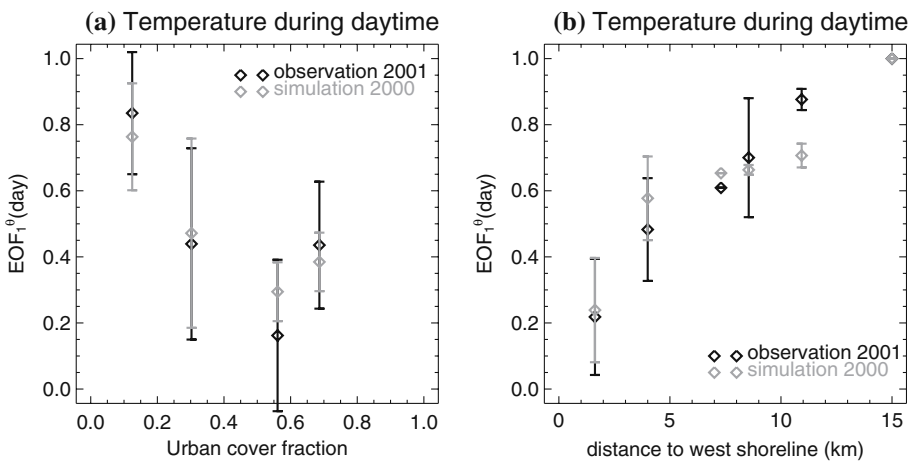 (a) Temperature during daytime
EOF₁ᶿ(day)
1.0
0.8
0.6
0.4
0.2
0.0
observation 2001
simulation 2000
0.0 0.2 0.4 0.6 0.8 1.0
Urban cover fraction
(b) Temperature during daytime
EOF₁ᶿ(day)
1.0
0.8
0.6
0.4
0.2
0.0
observation 2001
simulation 2000
0 5 10 15
distance to west shoreline (km)